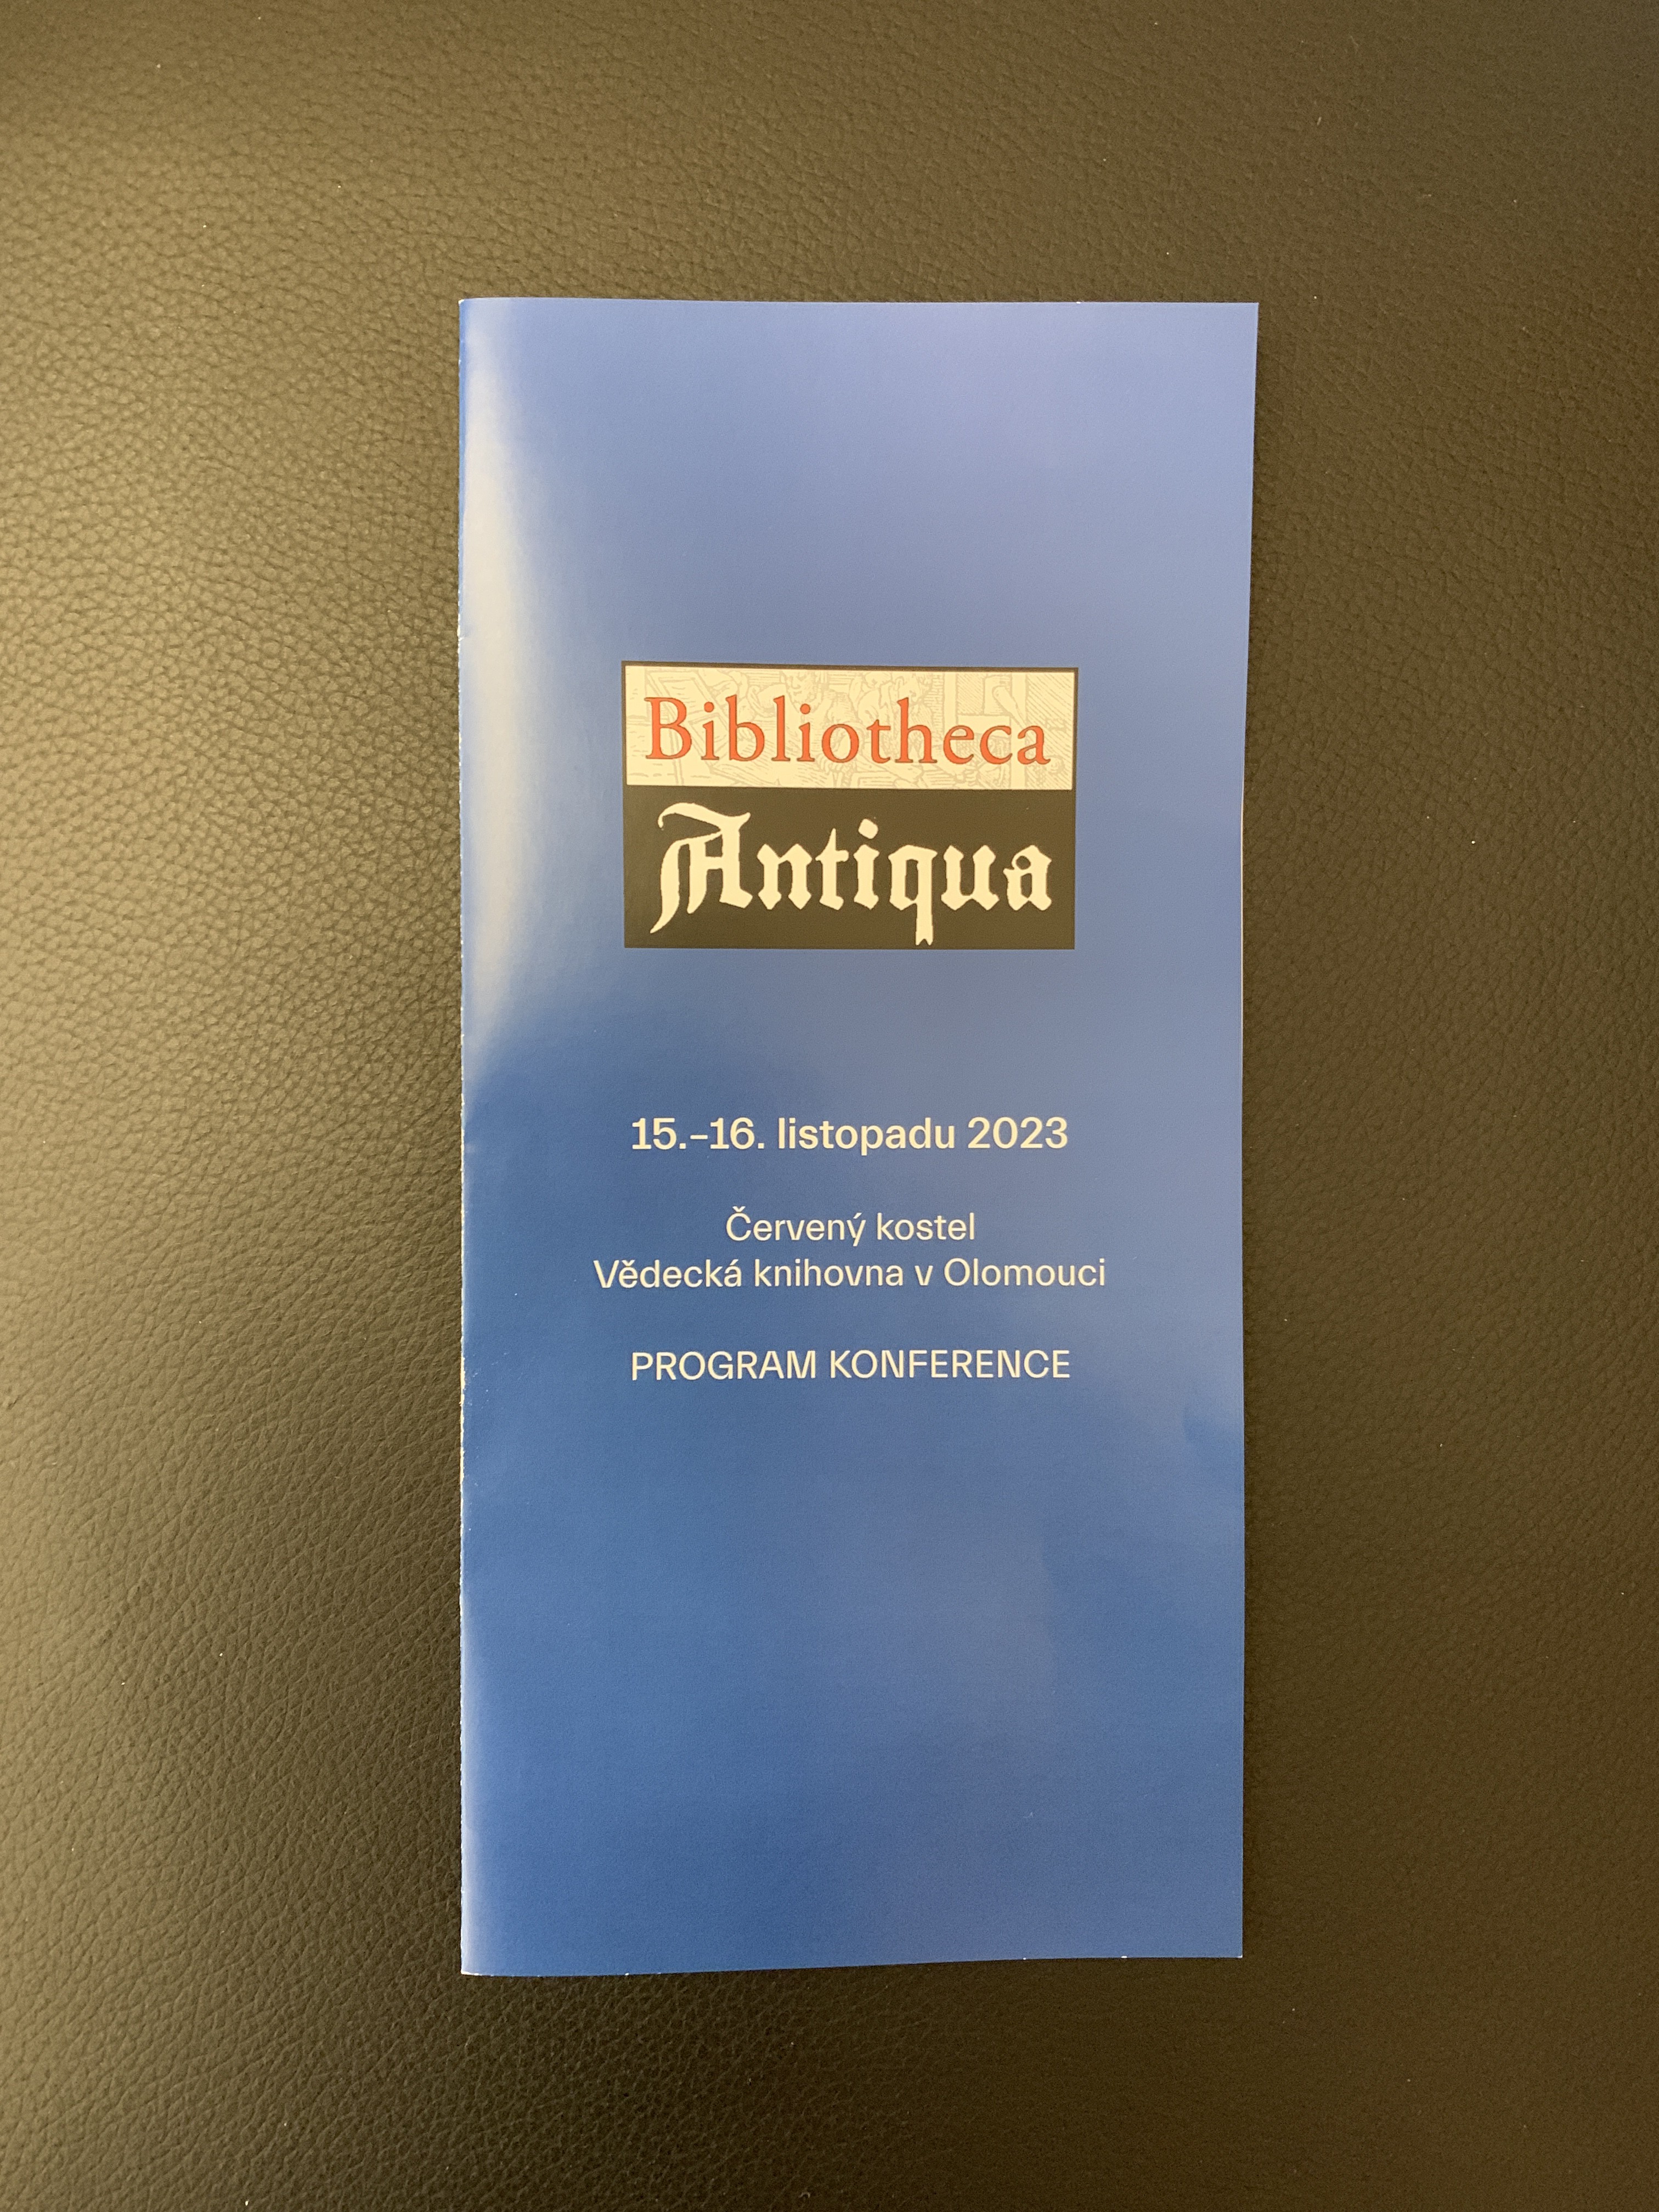 Bibliotheca
Antiqua
15.–16. listopadu 2023
Červený kostel
Vědecká knihovna v Olomouci
PROGRAM KONFERENCE